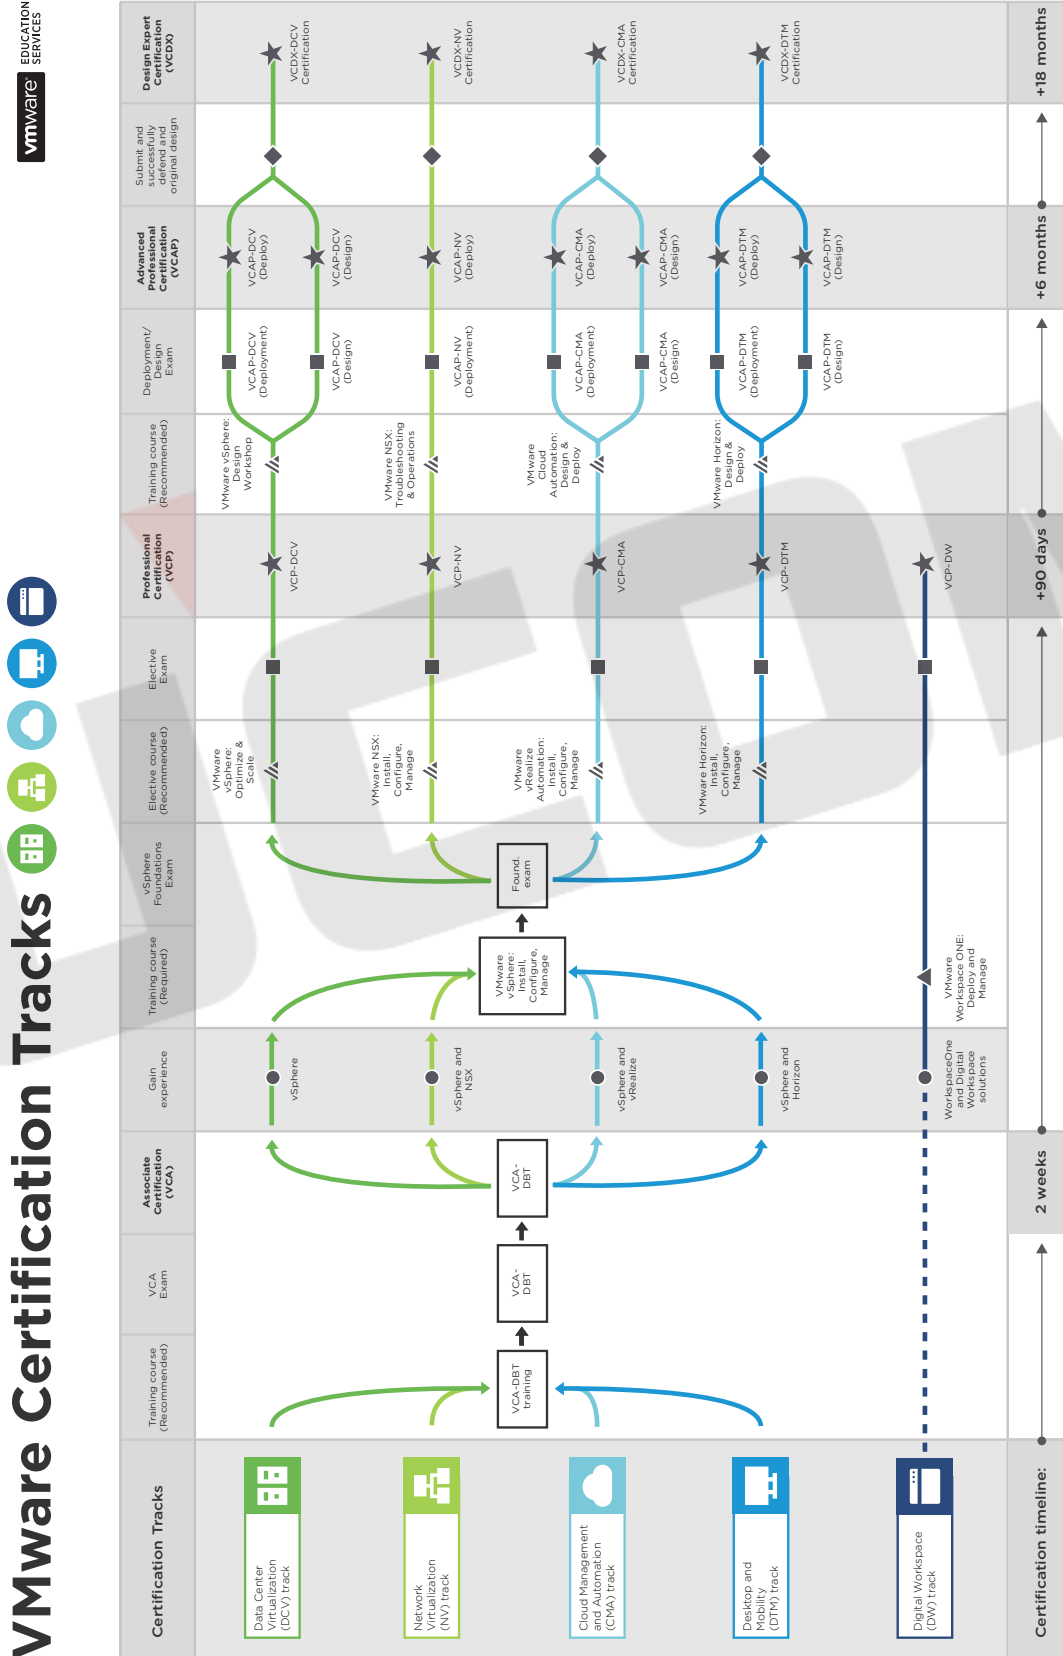 VMware Certification Tracks
vmware®
EDUCATION
SERVICES
Certification Tracks
Training course
(Recommended)
VCA
Exam
Associate
Certification
(VCA)
Gain
experience
Training course
(Required)
vSphere
Foundations
Exam
Elective course
(Recommended)
Elective
Exam
Professional
Certification
(VCP)
Training course
(Recommended)
Deployment/
Design
Exam
Advanced
Professional
Certification
(VCAP)
Submit and
successfully
defend and
original design
Design Expert
Certification
(VCDX)
Data Center
Virtualization
(DCV) track
vSphere
VMware
vSphere:
Optimize &
Scale
VCP-DCV
VMware vSphere:
Design
Workshop
VCAP-DCV
(Deployment)
VCAP-DCV
(Design)
VCAP-DCV
(Deploy)
VCAP-DCV
(Design)
VCDX-DCV
Certification
Network
Virtualization
(NV) track
vSphere and
NSX
VMware NSX:
Install,
Configure,
Manage
VCP-NV
VMware NSX:
Troubleshooting
& Operations
VCAP-NV
(Deployment)
VCAP-NV
(Deploy)
VCDX-NV
Certification
VCA-DBT
training
VCA-
DBT
VCA-
DBT
VMware
vSphere:
Install,
Configure,
Manage
Found.
exam
Cloud Management
and Automation
(CMA) track
vSphere and
vRealize
VMware
vRealize
Automation:
Install,
Configure,
Manage
VCP-CMA
VMware
Cloud
Automation:
Design &
Deploy
VCAP-CMA
(Deployment)
VCAP-CMA
(Design)
VCAP-CMA
(Deploy)
VCAP-CMA
(Design)
VCDX-CMA
Certification
Desktop and
Mobility
(DTM) track
vSphere and
Horizon
VMware Horizon:
Install,
Configure,
Manage
VCP-DTM
VMware Horizon:
Design &
Deploy
VCAP-DTM
(Deployment)
VCAP-DTM
(Design)
VCAP-DTM
(Deploy)
VCAP-DTM
(Design)
VCDX-DTM
Certification
Digital Workspace
(DW) track
WorkspaceOne
and Digital
Workspace
solutions
VMware
Workspace ONE:
Deploy and
Manage
VCP-DW
Certification timeline:
2 weeks
+90 days
+6 months
+18 months